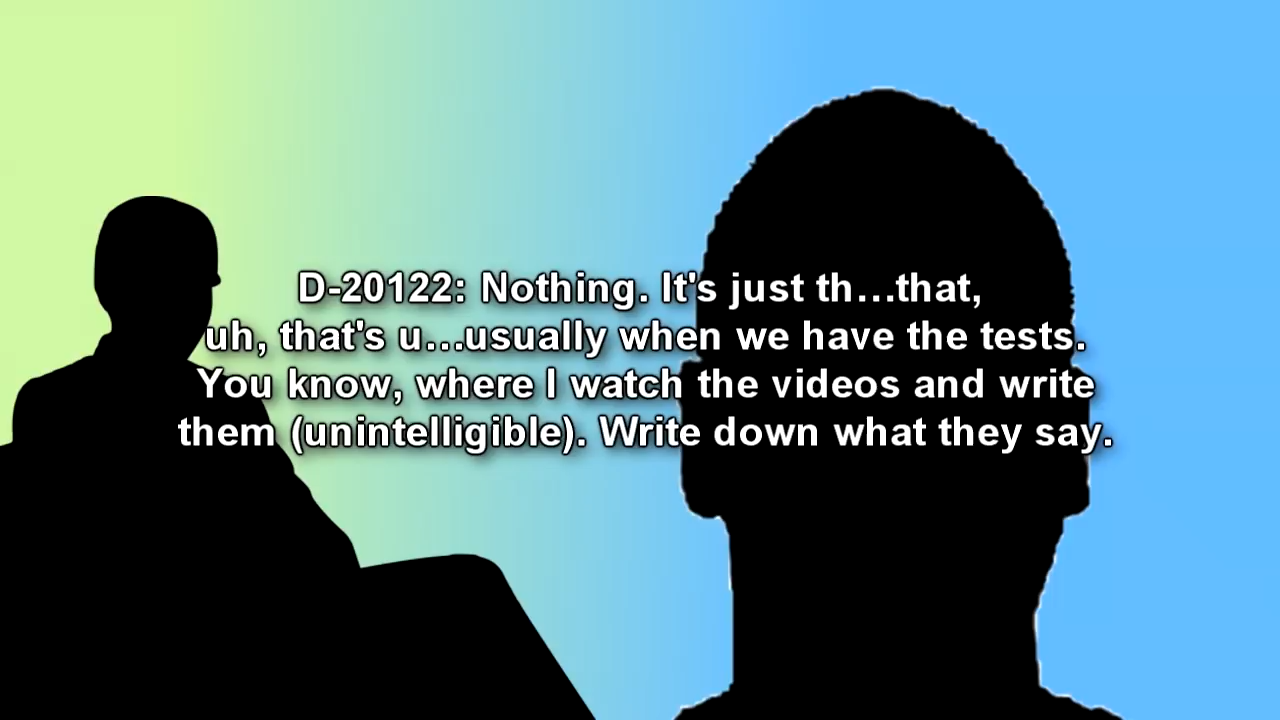 D-20122: Nothing. It's just th...that,
uh, that's u...usually when we have the tests.
You know, where I watch the videos and write
them (unintelligible). Write down what they say.